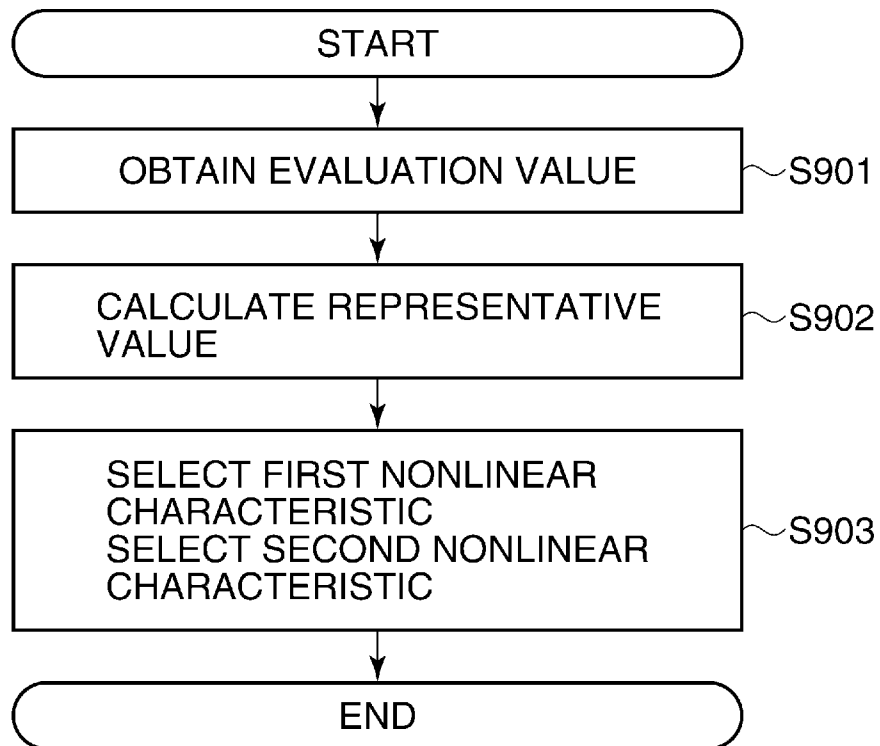 START
OBTAIN EVALUATION VALUE
S901
CALCULATE REPRESENTATIVE
VALUE
S902
SELECT FIRST NONLINEAR
CHARACTERISTIC
SELECT SECOND NONLINEAR
CHARACTERISTIC
S903
END